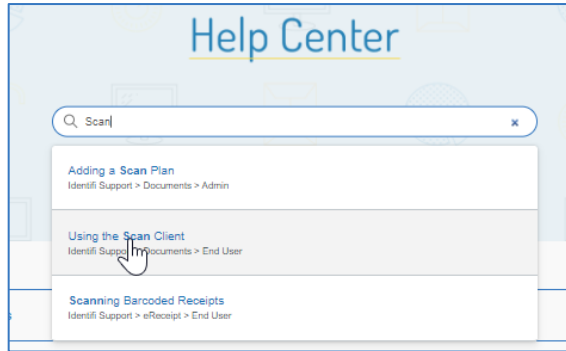 Help Center
Scan
Adding a Scan Plan
Identifi Support > Documents > Admin
Using the Scan Client
Identifi Support > Documents > End User
Scanning Barcoded Receipts
Identifi Support > eReceipt > End User
s